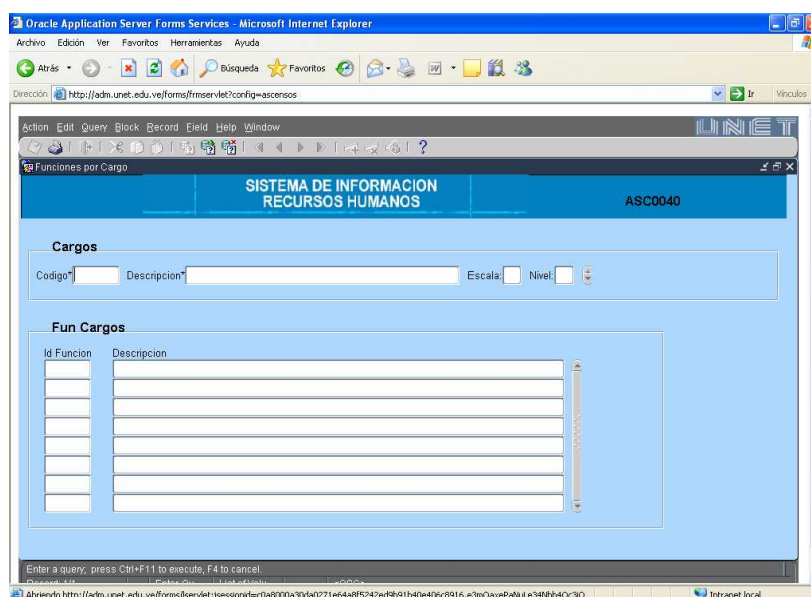 Oracle Application Server Forms Services - Microsoft Internet Explorer
Archivo Edición Ver Favoritos Herramientas Ayuda
Atrás Búsqueda Favoritos
Dirección http://adm.unet.edu.ve/forms/frmservlet?config=ascensos Ir Vínculos
Action Edit Query Block Record Field Help Window UNET
Funciones por Cargo
SISTEMA DE INFORMACION
RECURSOS HUMANOS
ASC0040
Cargos
Codigo* Descripcion* Escala: Nivel:
Fun Cargos
Id Funcion Descripcion
Enter a query; press Ctrl+F11 to execute, F4 to cancel.
Record: 1/1 Enter-Qu... List of Valu... <OSC>
Intranet local